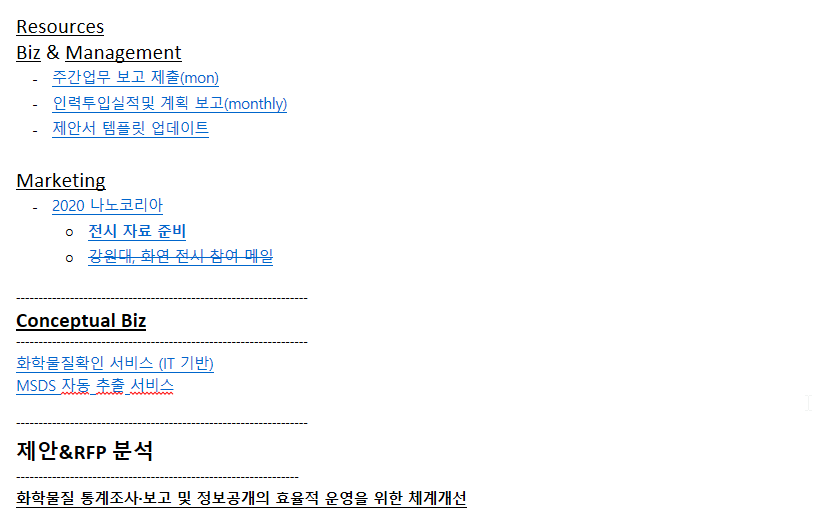 Resources
Biz & Management
- 주간업무 보고 제출(mon)
- 인력투입실적및 계획 보고(monthly)
- 제안서 템플릿 업데이트
Marketing
- 2020 나노코리아
o 전시 자료 준비
o 강원대, 화연 전시 참여 메일
-----------------------------------------------------------------
Conceptual Biz
-----------------------------------------------------------------
화학물질확인 서비스 (IT 기반)
MSDS 자동 추출 서비스
-----------------------------------------------------------------
제안&RFP 분석
---------------------------------------------------------------
화학물질 통계조사·보고 및 정보공개의 효율적 운영을 위한 체계개선